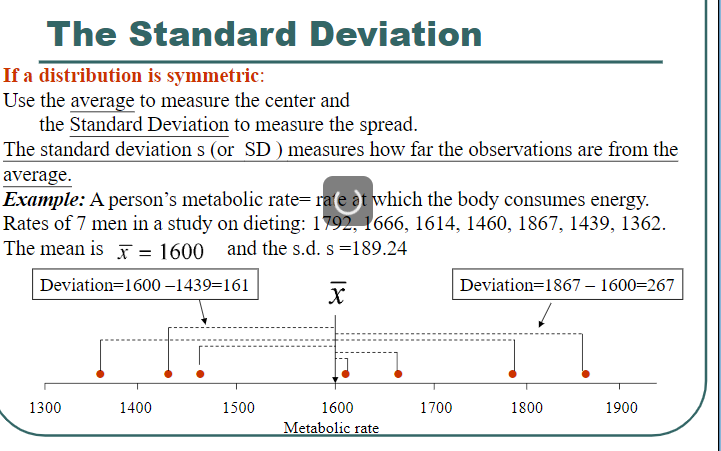 The Standard Deviation
If a distribution is symmetric:
Use the average to measure the center and
the Standard Deviation to measure the spread.
The standard deviation s (or SD ) measures how far the observations are from the
average.
Example: A person's metabolic rate= rate at which the body consumes energy.
Rates of 7 men in a study on dieting: 1792, 1666, 1614, 1460, 1867, 1439, 1362.
The mean is x̅ = 1600 and the s.d. s =189.24
Deviation=1600 –1439=161
x̅
Deviation=1867 – 1600=267
1300 1400 1500 1600 1700 1800 1900
Metabolic rate